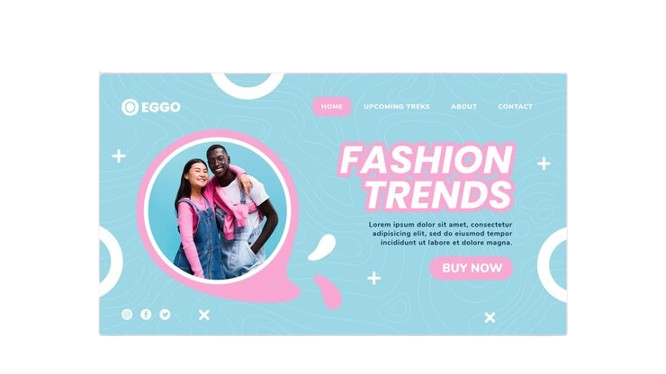 EGGO
HOME UPCOMING TREKS ABOUT CONTACT
FASHION
TRENDS
Lorem ipsum dolor sit amet, consectetur
adipisicing elit, sed do eiusmod tempor
incididunt ut labore et dolore magna.
BUY NOW